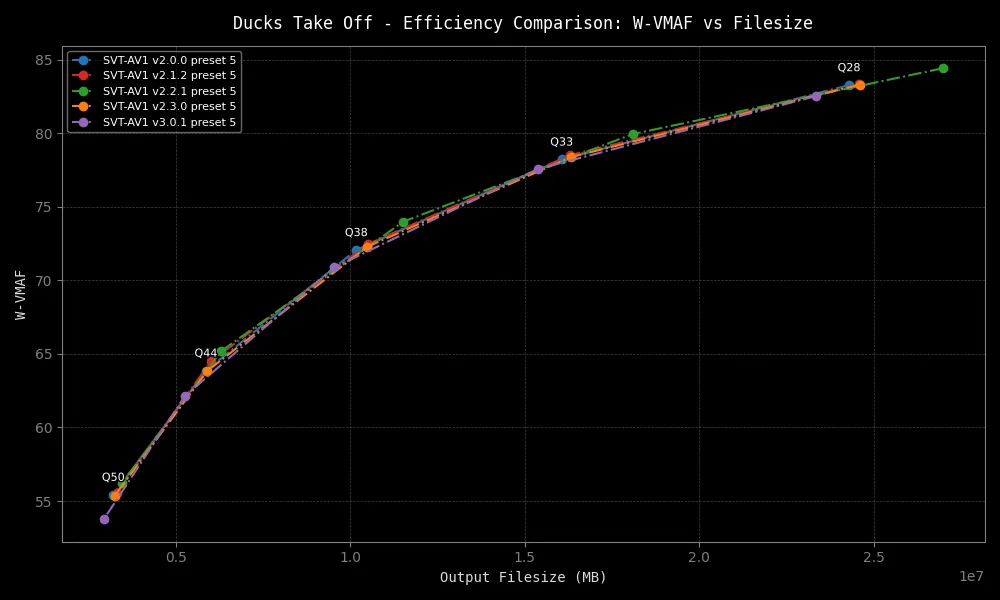 Ducks Take Off - Efficiency Comparison: W-VMAF vs Filesize
SVT-AV1 v2.0.0 preset 5
SVT-AV1 v2.1.2 preset 5
SVT-AV1 v2.2.1 preset 5
SVT-AV1 v2.3.0 preset 5
SVT-AV1 v3.0.1 preset 5
85
80
75
70
65
60
55
W-VMAF
Q28
Q33
Q38
Q44
Q50
0.5
1.0
1.5
2.0
2.5
1e7
Output Filesize (MB)